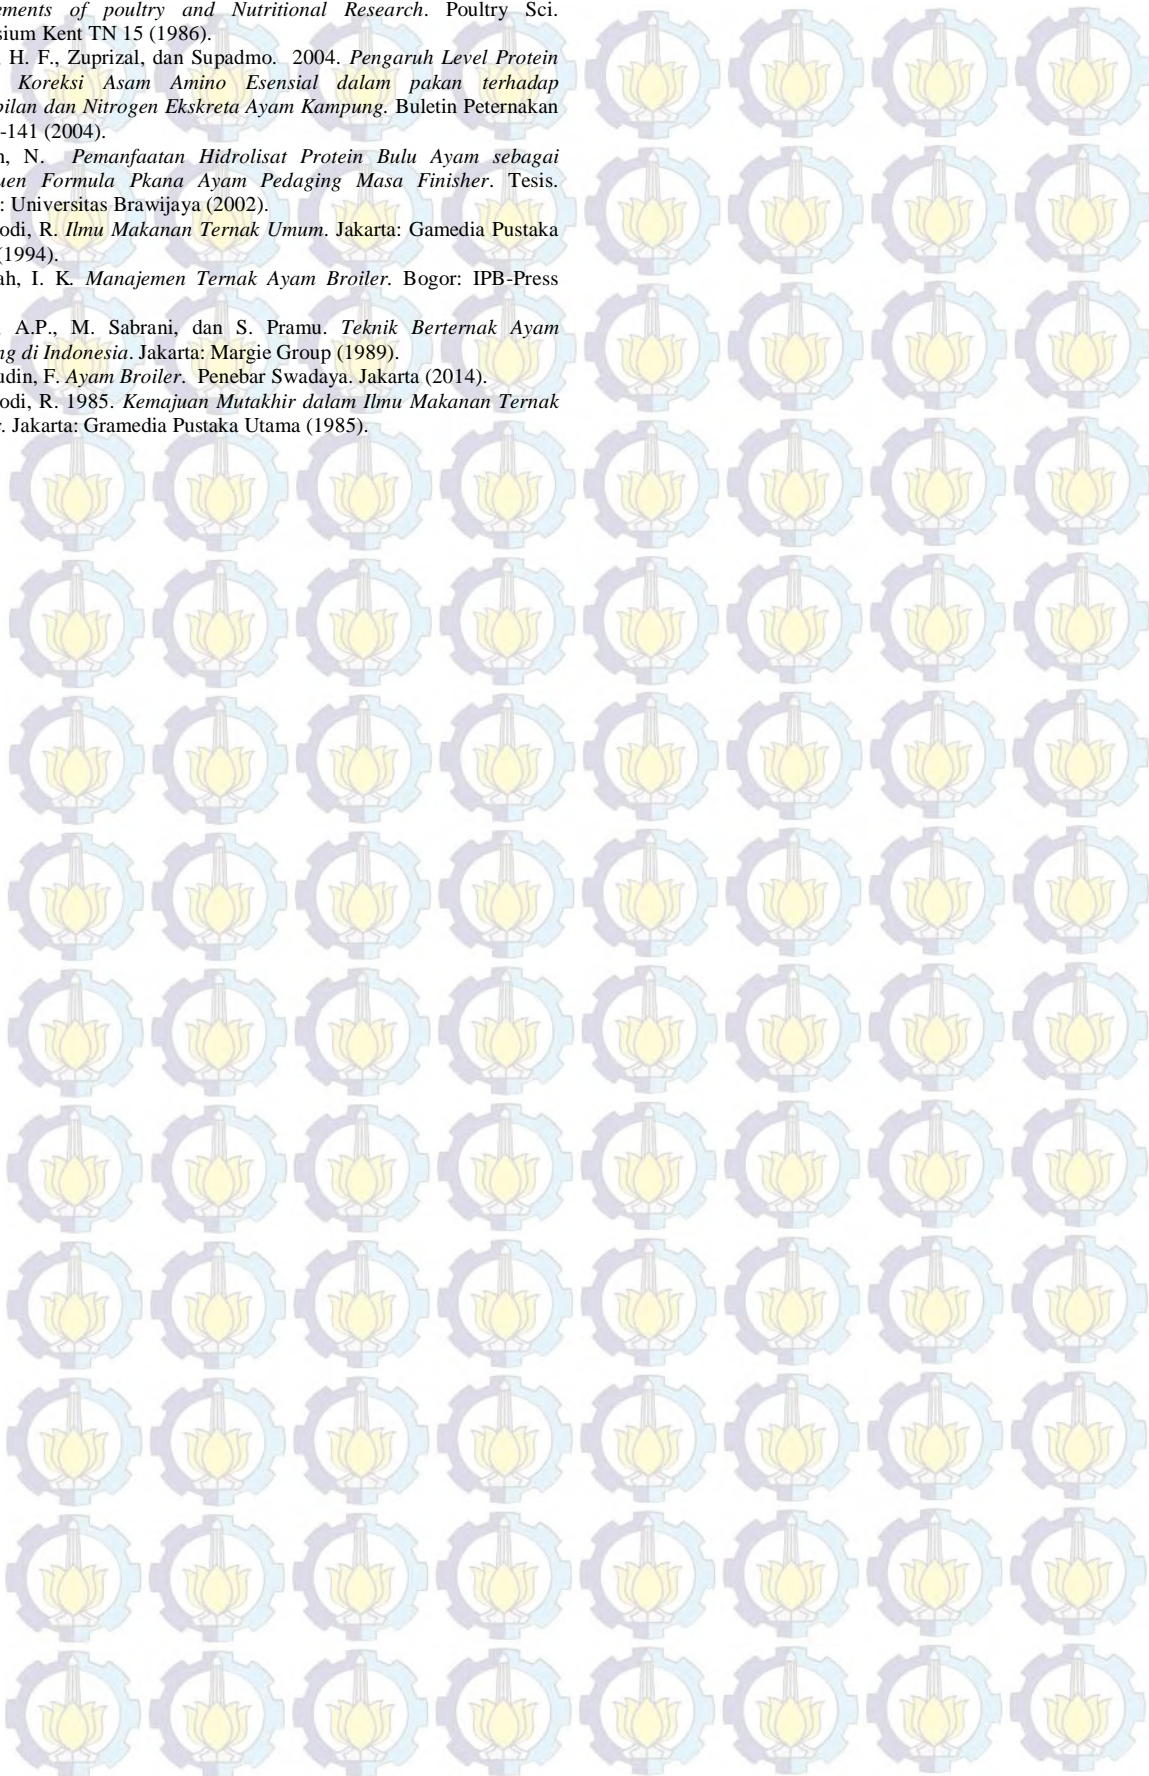 ements of poultry and Nutritional Research. Poultry Sci.
sium Kent TN 15 (1986).
, H. F., Zuprizal, dan Supadmo. 2004. Pengaruh Level Protein
Koreksi Asam Amino Esensial dalam pakan terhadap
pilan dan Nitrogen Ekskreta Ayam Kampung. Buletin Peternakan
-141 (2004).
n, N. Pemanfaatan Hidrolisat Protein Bulu Ayam sebagai
uen Formula Pkana Ayam Pedaging Masa Finisher. Tesis.
: Universitas Brawijaya (2002).
odi, R. Ilmu Makanan Ternak Umum. Jakarta: Gamedia Pustaka
(1994).
ah, I. K. Manajemen Ternak Ayam Broiler. Bogor: IPB-Press
, A.P., M. Sabrani, dan S. Pramu. Teknik Berternak Ayam
ng di Indonesia. Jakarta: Margie Group (1989).
udin, F. Ayam Broiler. Penebar Swadaya. Jakarta (2014).
odi, R. 1985. Kemajuan Mutakhir dalam Ilmu Makanan Ternak
. Jakarta: Gramedia Pustaka Utama (1985).